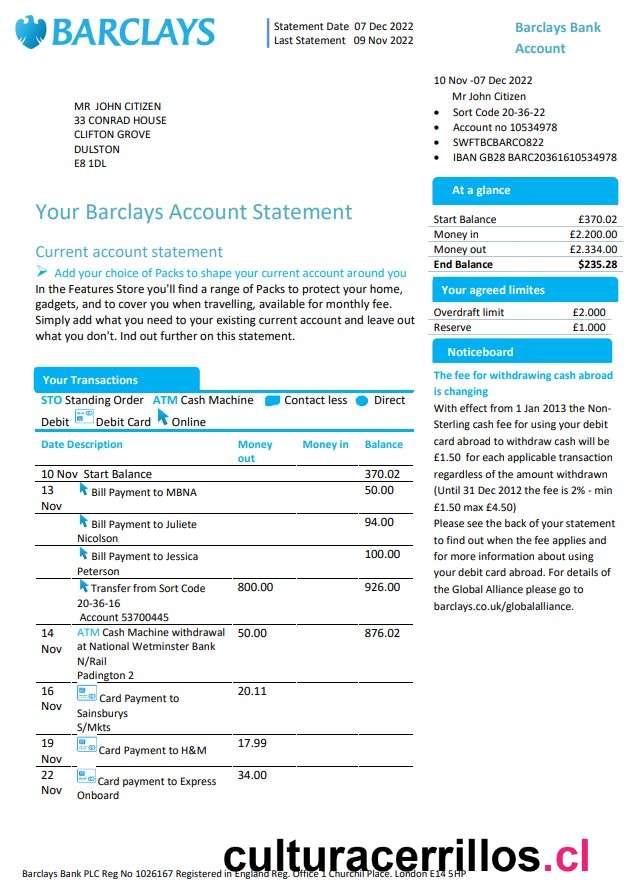 BARCLAYS
Statement Date 07 Dec 2022
Last Statement 09 Nov 2022
Barclays Bank
Account
MR JOHN CITIZEN
33 CONRAD HOUSE
CLIFTON GROVE
DULSTON
E8 1DL
10 Nov -07 Dec 2022
Mr John Citizen
• Sort Code 20-36-22
• Account no 10534978
• SWFTBCBARCO822
• IBAN GB28 BARC20361610534978
At a glance
Start Balance £370.02
Money in £2.200.00
Money out £2.334.00
End Balance $235.28
Your agreed limites
Overdraft limit £2.000
Reserve £1.000
Noticeboard
The fee for withdrawing cash abroad
is changing
With effect from 1 Jan 2013 the Non-
Sterling cash fee for using your debit
card abroad to withdraw cash will be
£1.50 for each applicable transaction
regardless of the amount withdrawn
(Until 31 Dec 2012 the fee is 2% - min
£1.50 max £4.50)
Please see the back of your statement
to find out when the fee applies and
for more information about using
your debit card abroad. For details of
the Global Alliance please go to
barclays.co.uk/globalalliance.
Your Barclays Account Statement
Current account statement
Add your choice of Packs to shape your current account around you
In the Features Store you'll find a range of Packs to protect your home,
gadgets, and to cover you when travelling, available for monthly fee.
Simply add what you need to your existing current account and leave out
what you don't. Ind out further on this statement.
Your Transactions
STO Standing Order ATM Cash Machine Contact less Direct
Debit Debit Card Online
Date Description Money out Money in Balance
10 Nov Start Balance 370.02
13 Nov Bill Payment to MBNA 50.00
Bill Payment to Juliete 94.00
Nicolson
Bill Payment to Jessica 100.00
Peterson
Transfer from Sort Code 800.00 926.00
20-36-16
Account 53700445
14 Nov ATM Cash Machine withdrawal 50.00 876.02
at National Wetminster Bank
N/Rail
Padington 2
16 Nov Card Payment to 20.11
Sainsburys
S/Mkts
19 Nov Card Payment to H&M 17.99
22 Nov Card payment to Express 34.00
Onboard
culturacerrillos.cl
Barclays Bank PLC Reg No 1026167 Registered in England Reg. Office 1 Churchil Place. London E14 5HP